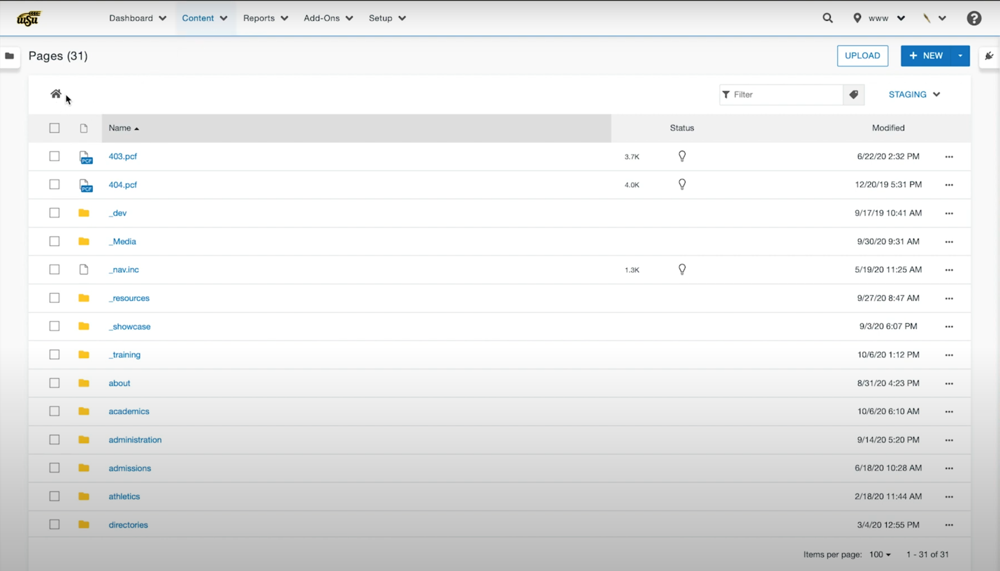 WSU Dashboard Content Reports Add-Ons Setup www ?
Pages (31) UPLOAD + NEW
Filter STAGING
Name Status Modified
PCF 403.pcf 3.7K 6/22/20 2:32 PM
PCF 404.pcf 4.0K 12/20/19 5:31 PM
_dev 9/17/19 10:41 AM
_Media 9/30/20 9:31 AM
_nav.inc 1.3K 5/19/20 11:25 AM
_resources 9/27/20 8:47 AM
_showcase 9/3/20 6:07 PM
_training 10/6/20 1:12 PM
about 8/31/20 4:23 PM
academics 10/6/20 6:10 AM
administration 9/14/20 5:20 PM
admissions 6/18/20 10:28 AM
athletics 2/18/20 11:44 AM
directories 3/4/20 12:55 PM
Items per page: 100 1 - 31 of 31